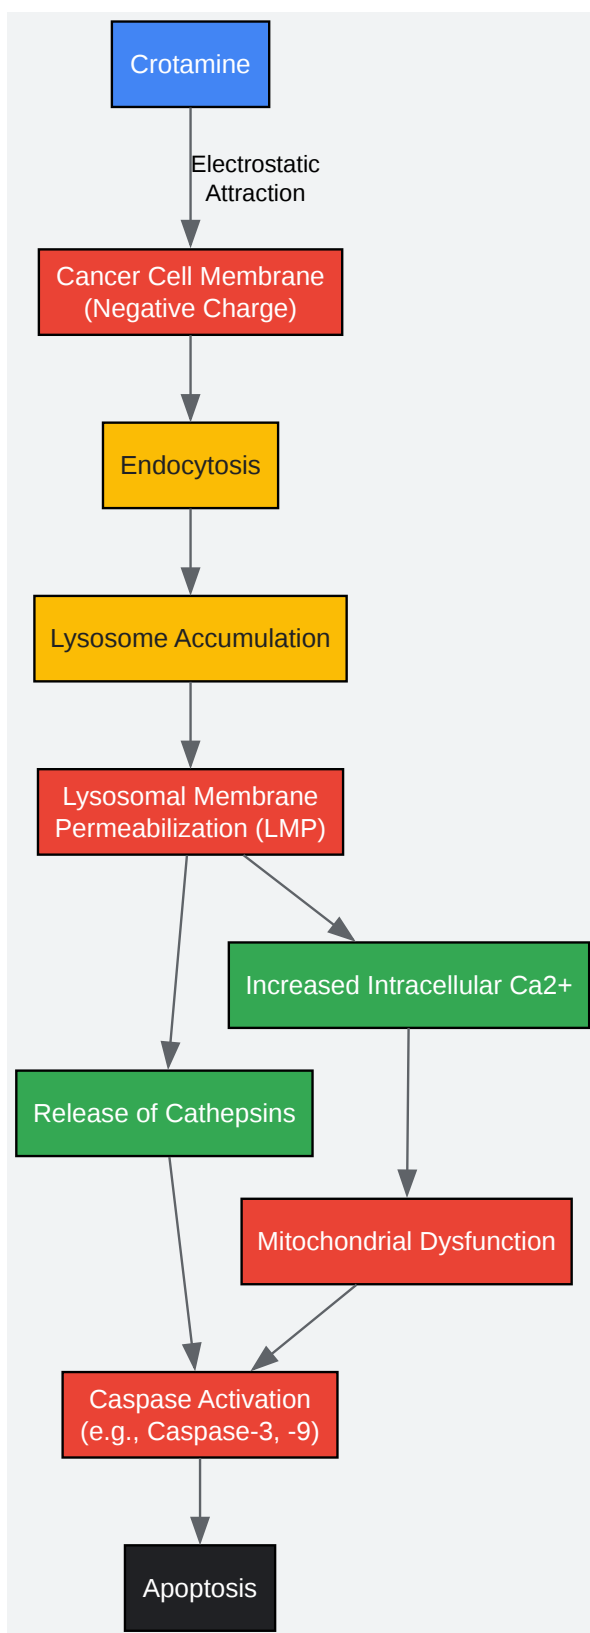 Crotamine
Electrostatic
Attraction
Cancer Cell Membrane
(Negative Charge)
Endocytosis
Lysosome Accumulation
Lysosomal Membrane
Permeabilization (LMP)
Increased Intracellular Ca2+
Release of Cathepsins
Mitochondrial Dysfunction
Caspase Activation
(e.g., Caspase-3, -9)
Apoptosis